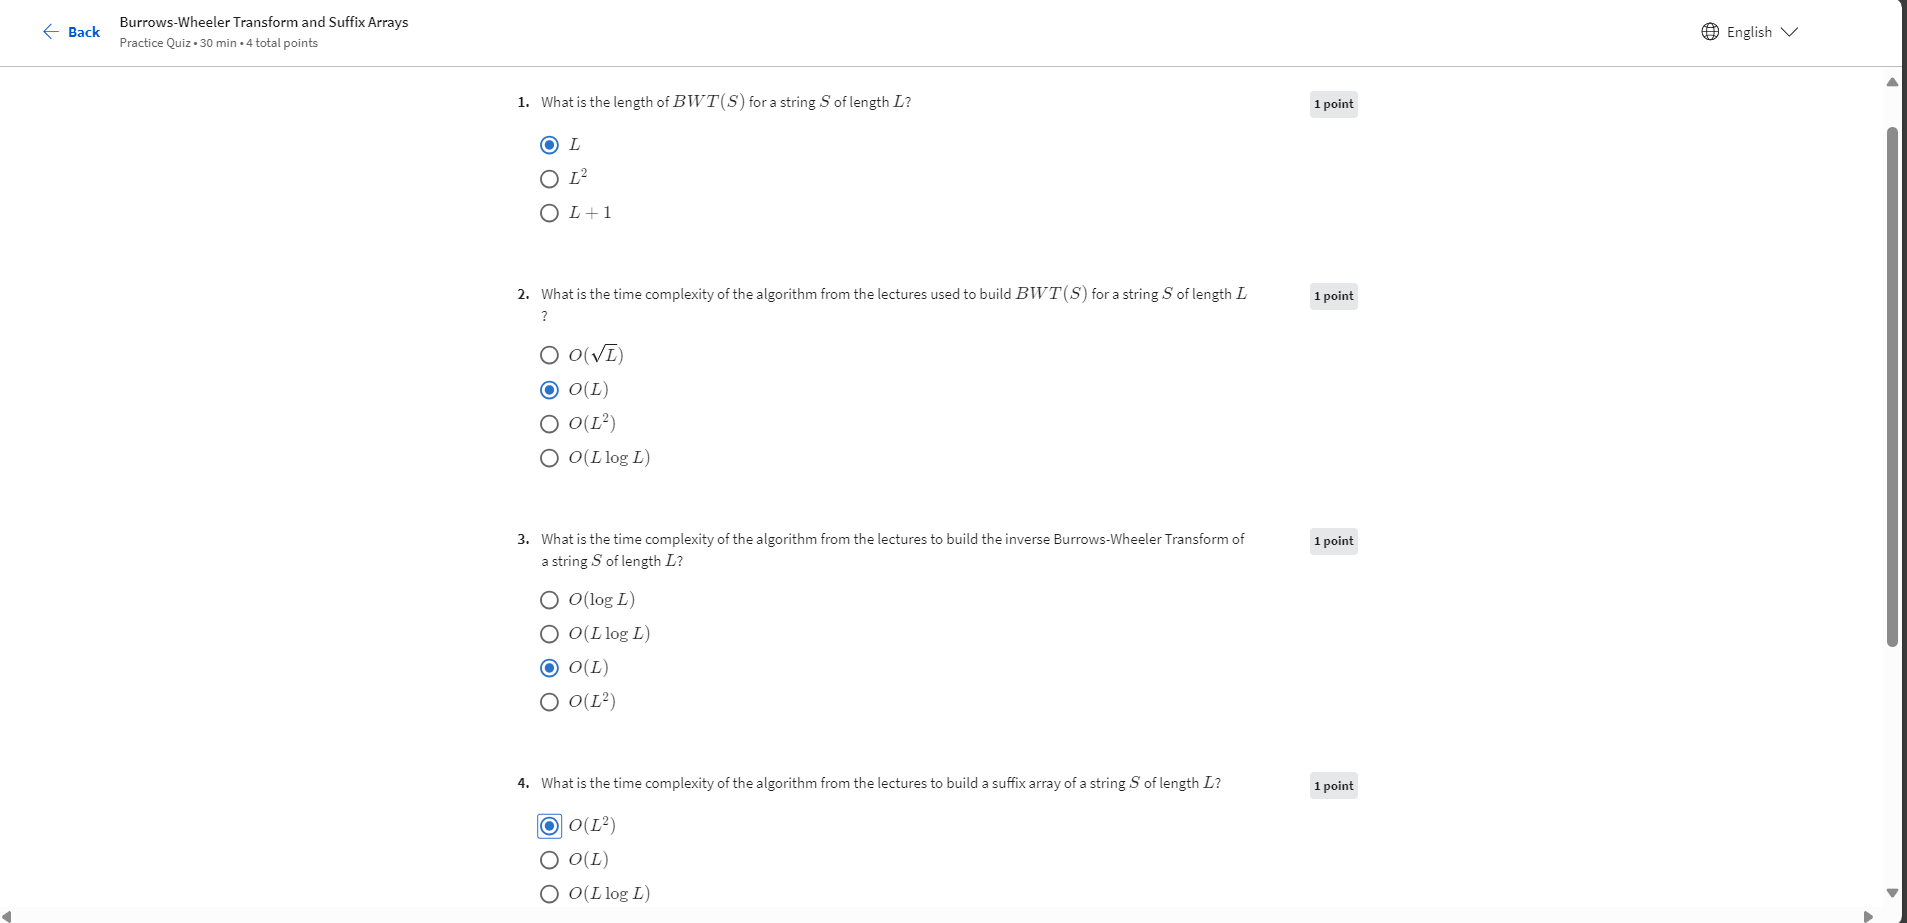 Back
Burrows-Wheeler Transform and Suffix Arrays
Practice Quiz • 30 min • 4 total points
English
1. What is the length of BWT(S) for a string S of length L?
1 point
L
L²
L + 1
2. What is the time complexity of the algorithm from the lectures used to build BWT(S) for a string S of length L
?
1 point
O(√L)
O(L)
O(L²)
O(L log L)
3. What is the time complexity of the algorithm from the lectures to build the inverse Burrows-Wheeler Transform of
a string S of length L?
1 point
O(log L)
O(L log L)
O(L)
O(L²)
4. What is the time complexity of the algorithm from the lectures to build a suffix array of a string S of length L?
1 point
O(L²)
O(L)
O(L log L)